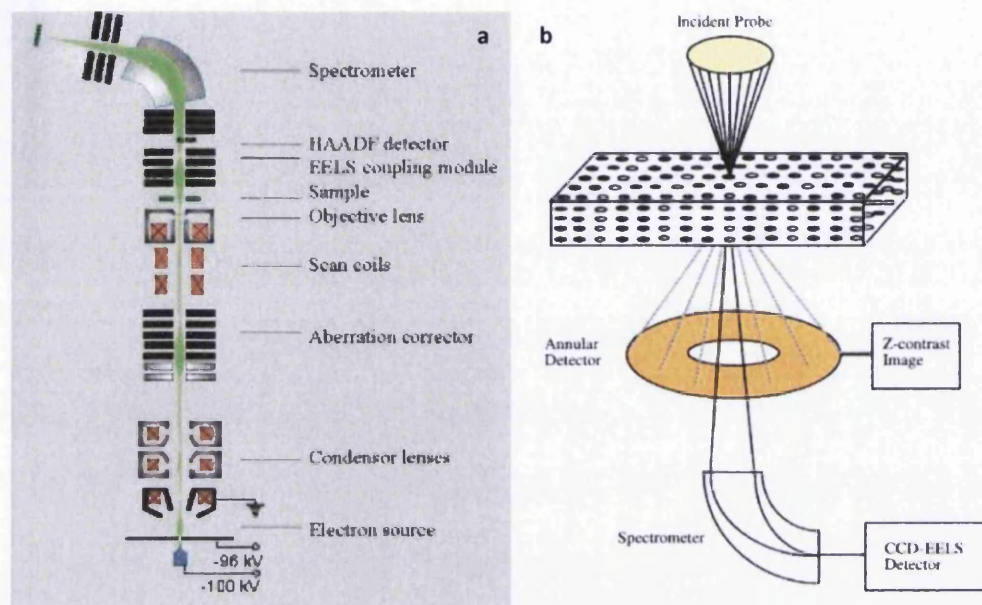 a
Spectrometer
HAADF detector
EELS coupling module
Sample
Objective lens
Scan coils
Aberration corrector
Condensor lenses
Electron source
-96 kV
-100 kV
b
Incident Probe
Annular
Detector
Z-contrast
Image
Spectrometer
CCD-EELS
Detector